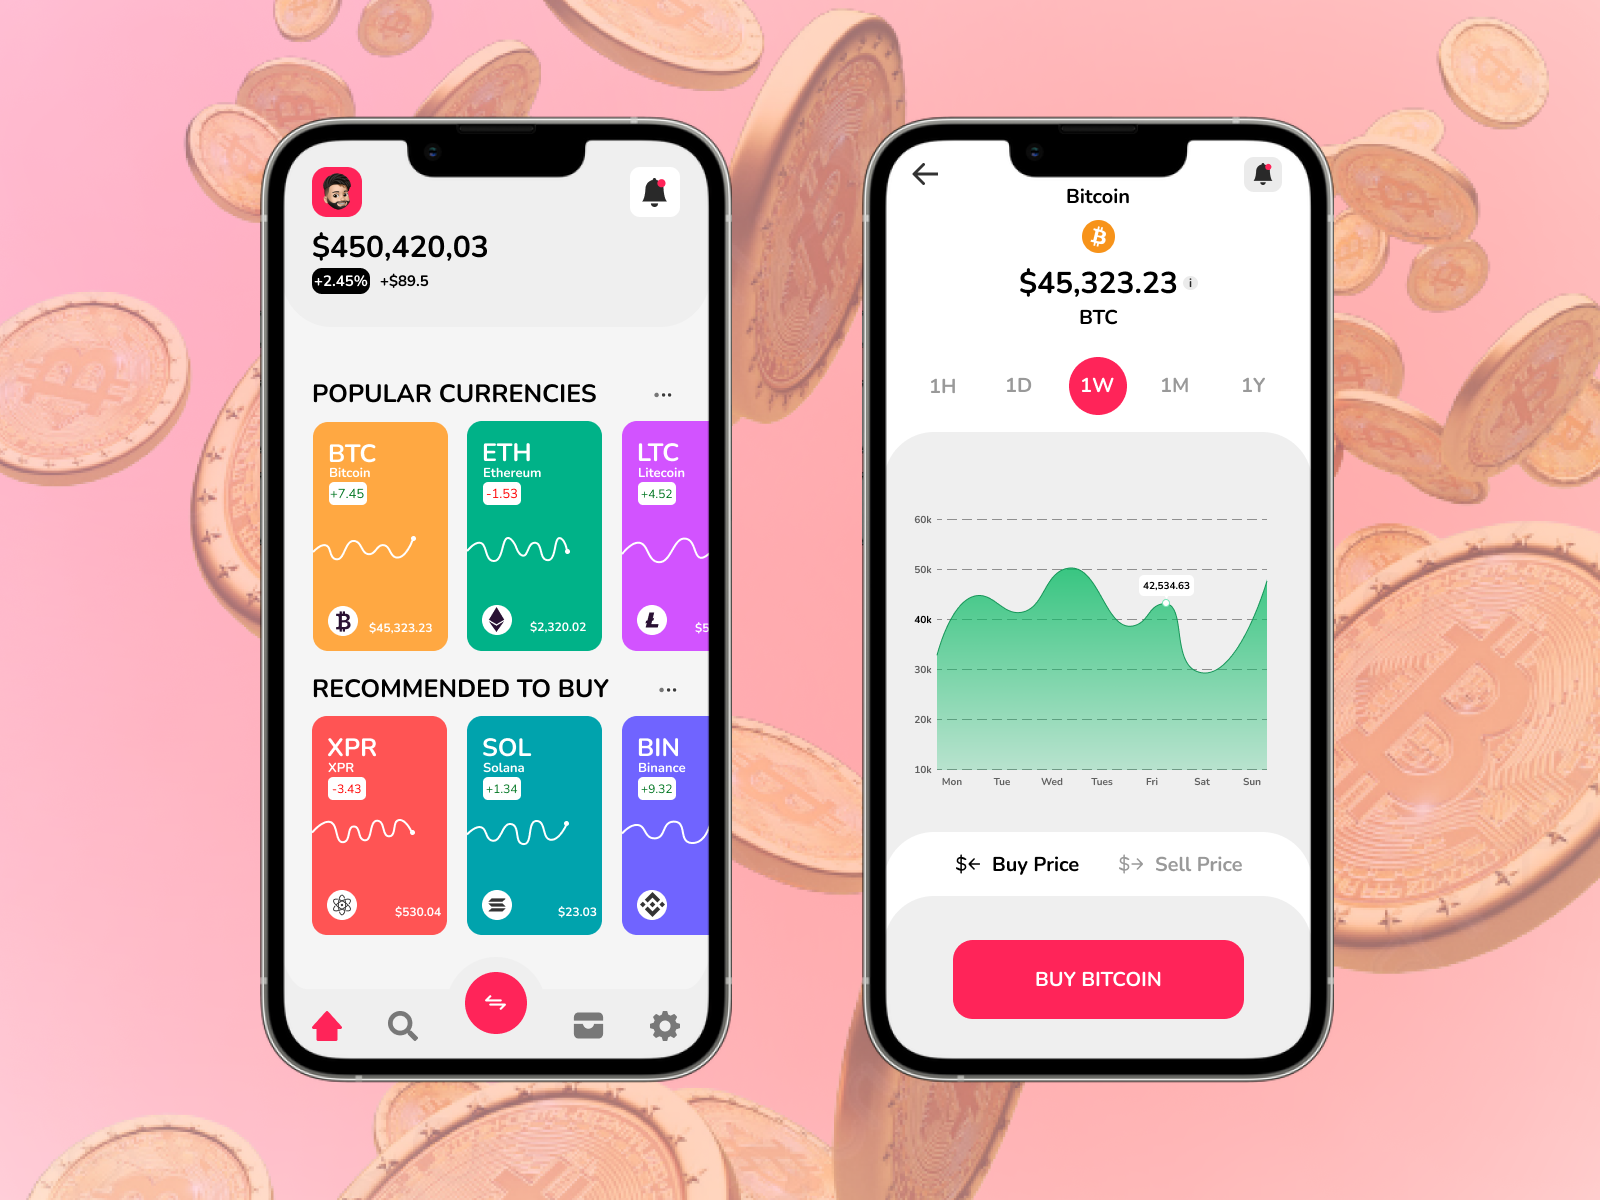 $450,420,03
+2.45% +$89.5
POPULAR CURRENCIES
BTC
Bitcoin
+7.45
$45,323.23
ETH
Ethereum
-1.53
$2,320.02
LTC
Litecoin
+4.52
$5
RECOMMENDED TO BUY
XPR
XPR
-3.43
$530.04
SOL
Solana
+1.34
$23.03
BIN
Binance
+9.32
Bitcoin
$45,323.23 i
BTC
1H 1D 1W 1M 1Y
60k
50k
42,534.63
40k
30k
20k
10k
Mon Tue Wed Tues Fri Sat Sun
$← Buy Price $→ Sell Price
BUY BITCOIN